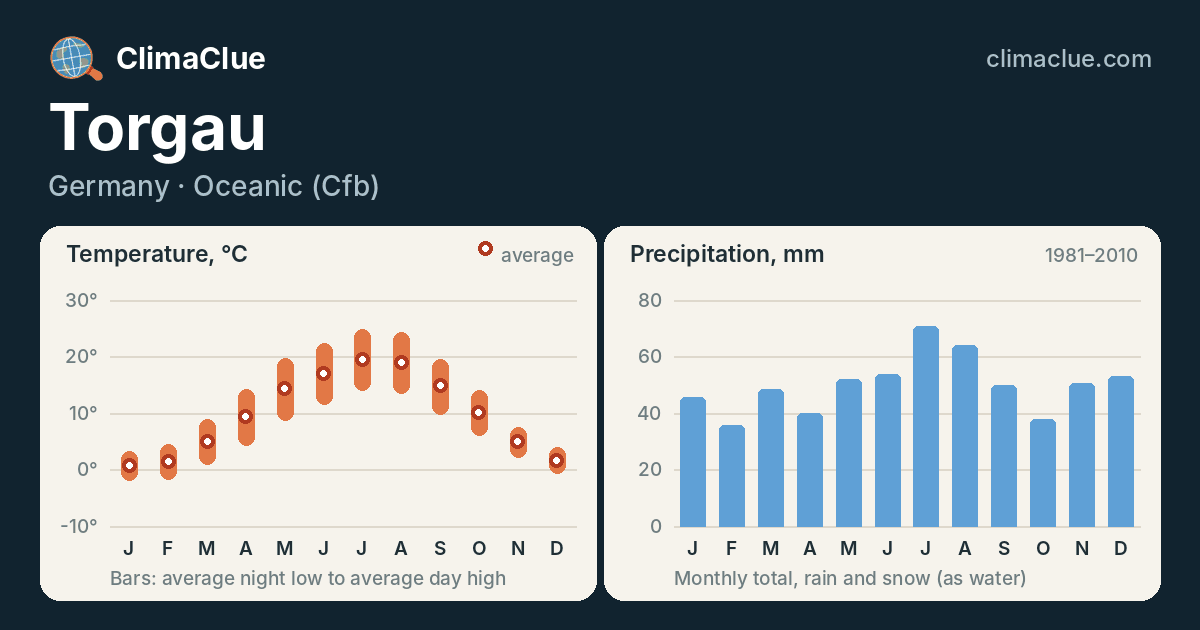 ClimaClue
climaclue.com
Torgau
Germany · Oceanic (Cfb)
Temperature, °C
average
30°
20°
10°
0°
-10°
J F M A M J J A S O N D
Bars: average night low to average day high
Precipitation, mm
1981–2010
80
60
40
20
0
J F M A M J J A S O N D
Monthly total, rain and snow (as water)